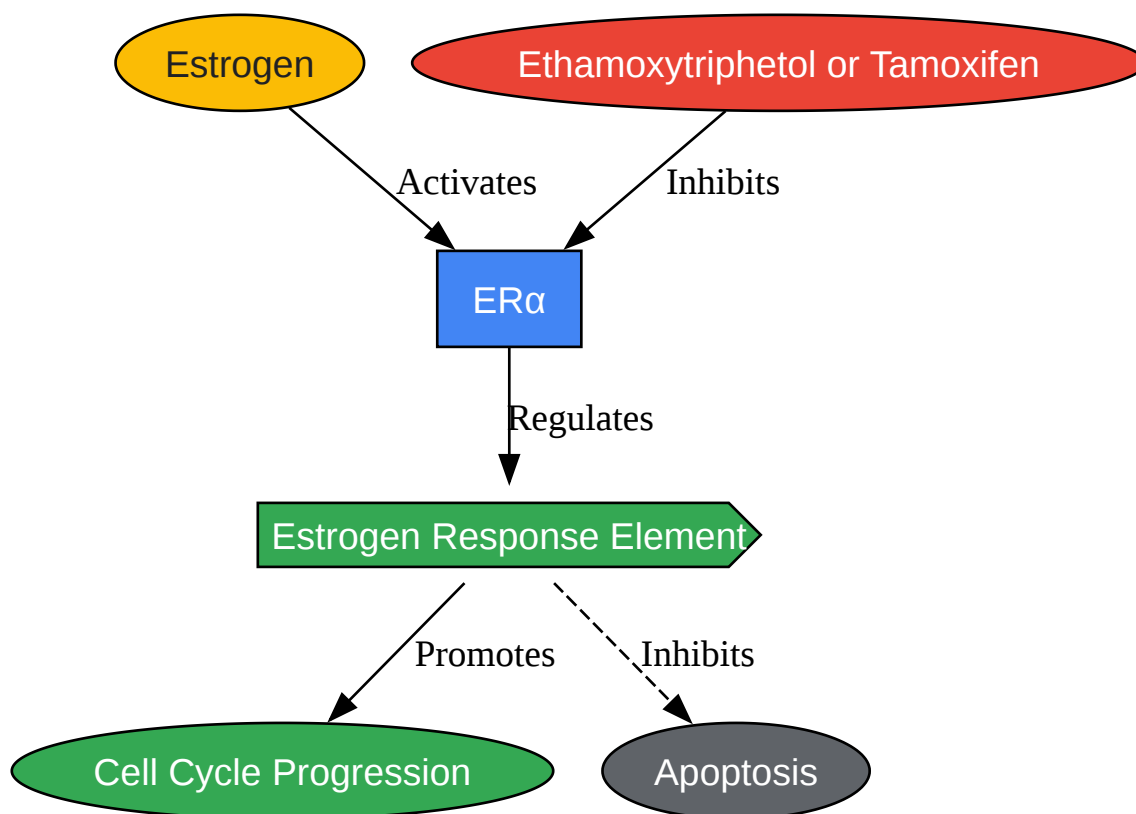 Estrogen
Ethamoxytriphetol or Tamoxifen
Activates
Inhibits
ERα
Regulates
Estrogen Response Element
Promotes
Inhibits
Cell Cycle Progression
Apoptosis